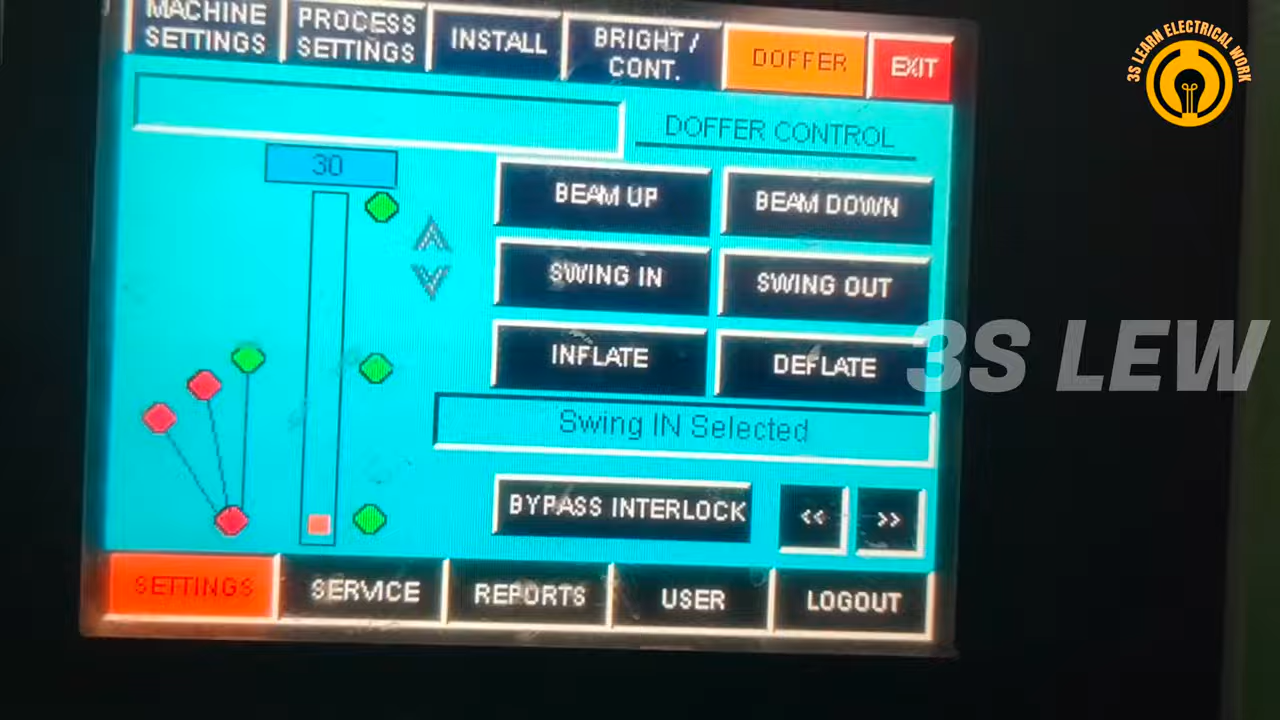 MACHINE
SETTINGS
PROCESS
SETTINGS
INSTALL
BRIGHT /
CONT.
DOFFER
EXIT
3S LEARN ELECTRICAL WORK
DOFFER CONTROL
30
BEAM UP
BEAM DOWN
SWING IN
SWING OUT
INFLATE
DEFLATE
3S LEW
Swing IN Selected
BYPASS INTERLOCK
<<
>>
SETTINGS
SERVICE
REPORTS
USER
LOGOUT